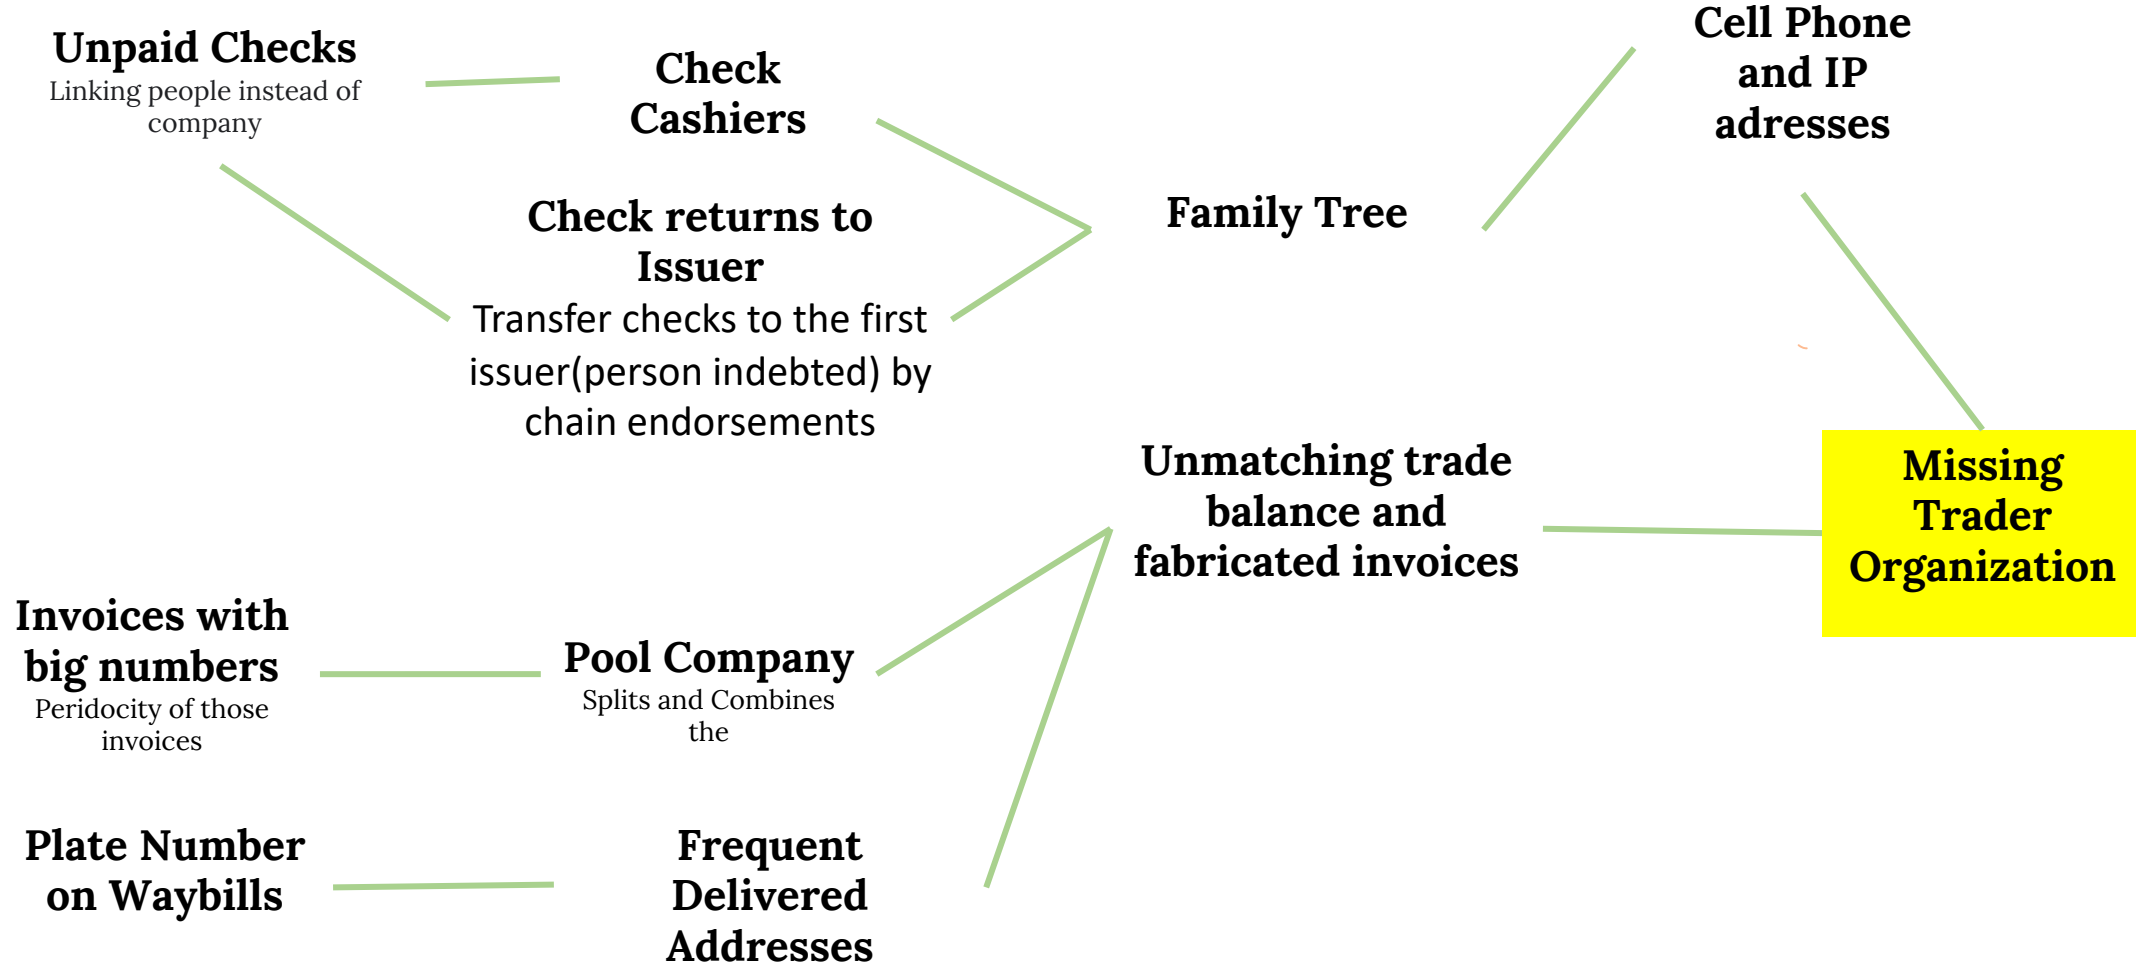 Unpaid Checks
Linking people instead of
company
Check
Cashiers
Cell Phone
and IP
adresses
Check returns to
Issuer
Transfer checks to the first
issuer(person indebted) by
chain endorsements
Family Tree
Unmatching trade
balance and
fabricated invoices
Missing
Trader
Organization
Invoices with
big numbers
Peridocity of those
invoices
Pool Company
Splits and Combines
the
Plate Number
on Waybills
Frequent
Delivered
Addresses